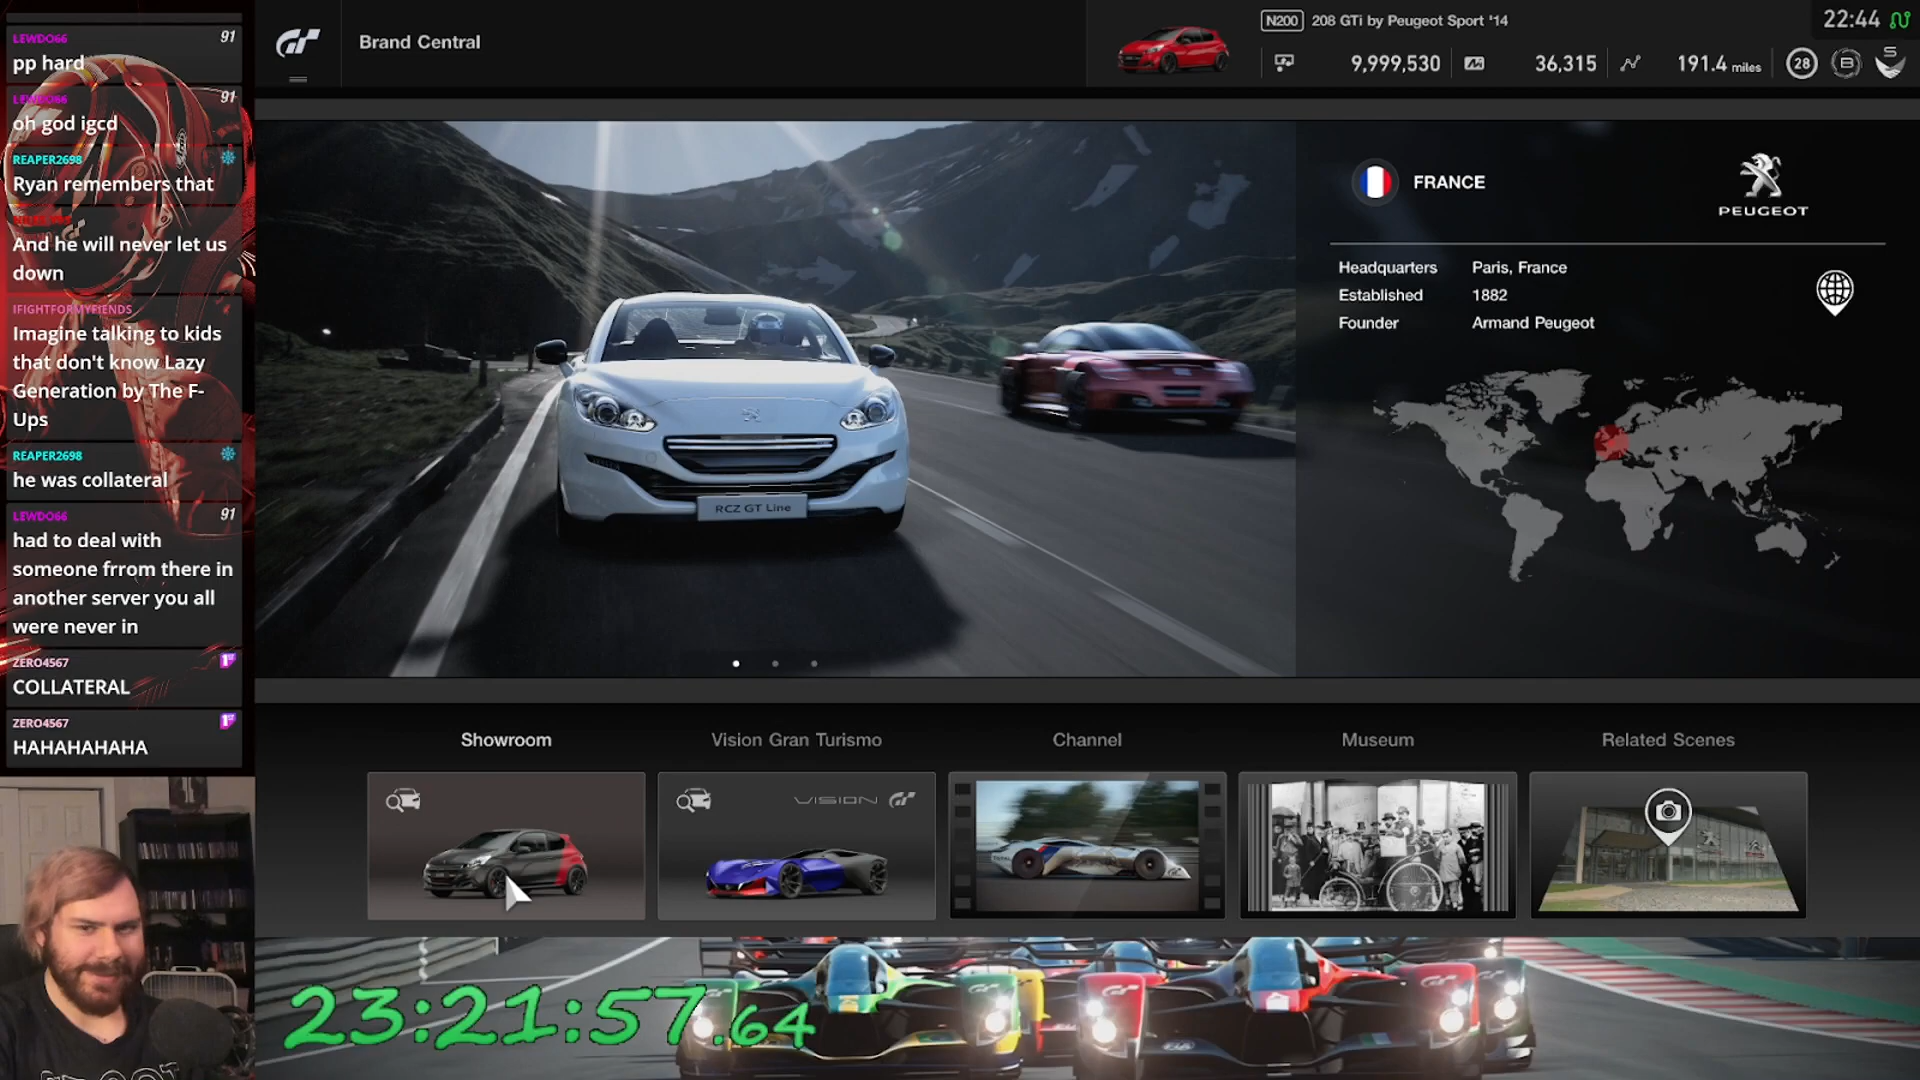 LEWDO66 91
pp hard
LEWDO66 91
oh god igcd
REAPER2698
Ryan remembers that
And he will never let us
down
IFIGHTFORMYFIENDS
Imagine talking to kids
that don't know Lazy
Generation by The F-
Ups
REAPER2698
he was collateral
LEWDO66 91
had to deal with
someone frrom there in
another server you all
were never in
ZERO4567
COLLATERAL
ZERO4567
HAHAHAHAHA
GT
Brand Central
N200 208 GTi by Peugeot Sport '14
22:44
9,999,530 36,315 191.4 miles 28 B S
FRANCE
PEUGEOT
Headquarters Paris, France
Established 1882
Founder Armand Peugeot
RCZ GT Line
Showroom Vision Gran Turismo Channel Museum Related Scenes
VISION GT
TOTAL
23:21:57.64